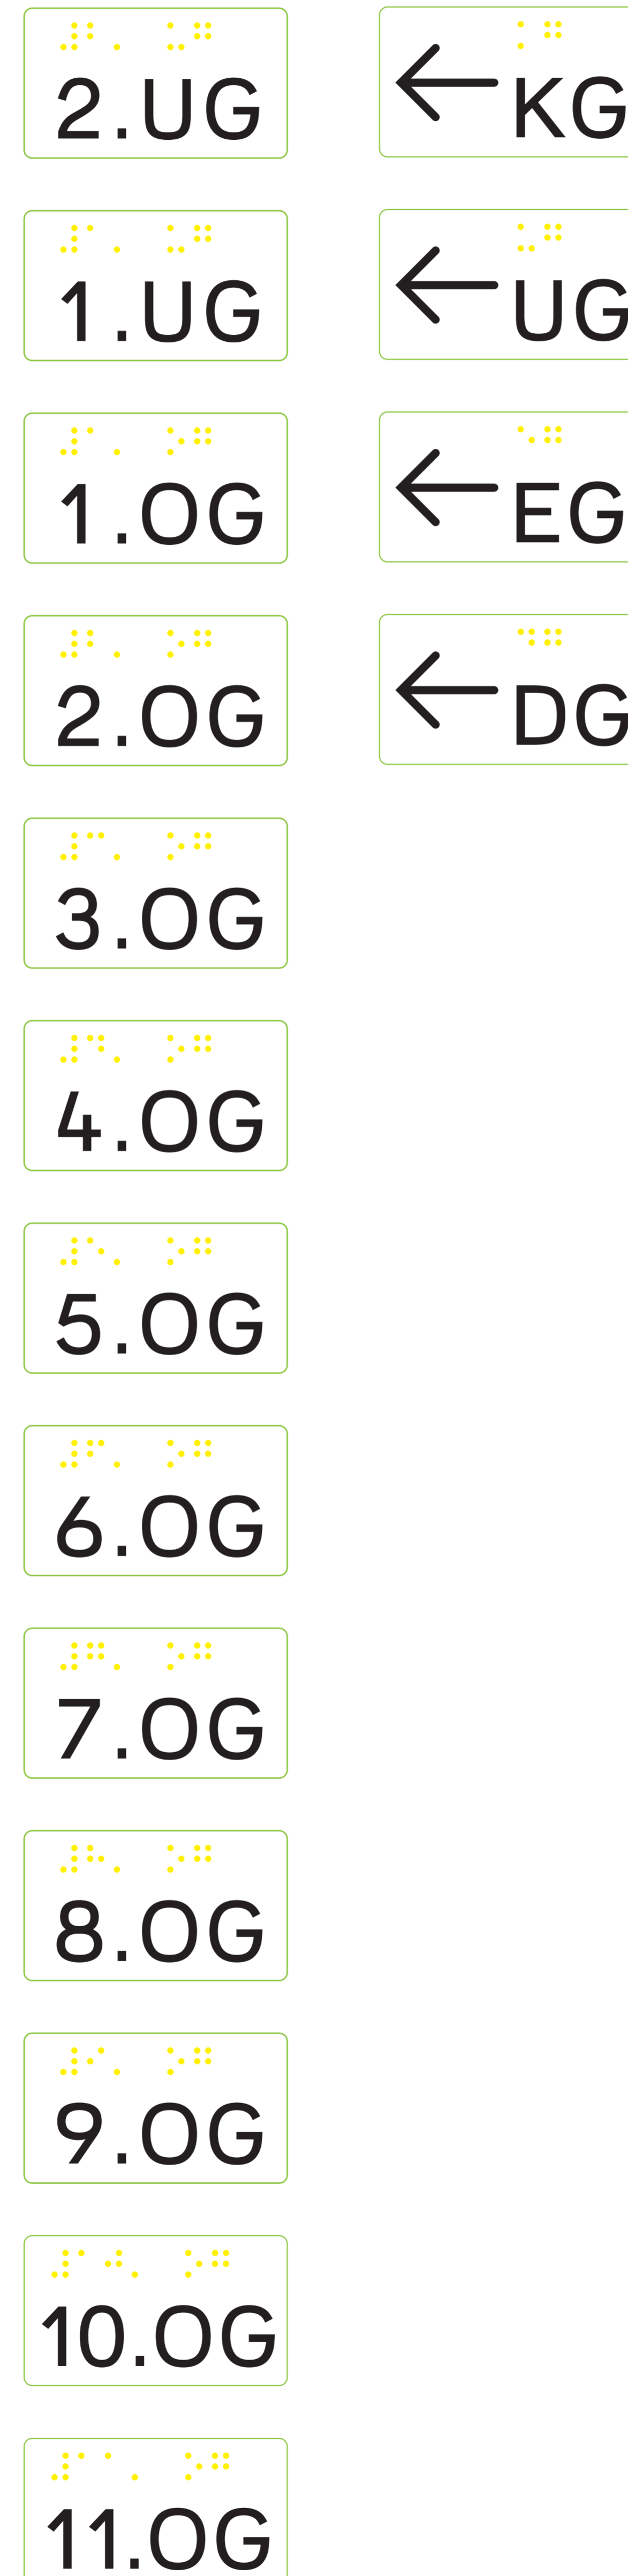 ⠼⠃⠄ ⠥⠛
2.UG
⠼⠁⠄ ⠥⠛
1.UG
⠼⠁⠄ ⠕⠛
1.OG
⠼⠃⠄ ⠕⠛
2.OG
⠼⠉⠄ ⠕⠛
3.OG
⠼⠙⠄ ⠕⠛
4.OG
⠼⠑⠄ ⠕⠛
5.OG
⠼⠋⠄ ⠕⠛
6.OG
⠼⠛⠄ ⠕⠛
7.OG
⠼⠓⠄ ⠕⠛
8.OG
⠼⠊⠄ ⠕⠛
9.OG
⠼⠁⠚⠄ ⠕⠛
10.OG
⠼⠁⠁⠄ ⠕⠛
11.OG
⠅⠛
← KG
⠥⠛
← UG
⠑⠛
← EG
⠙⠛
← DG